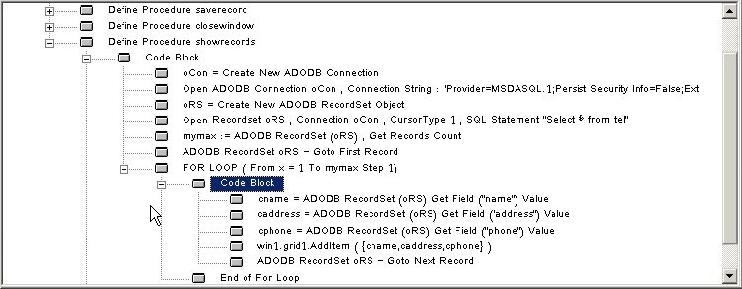 Define Procedure saverecord
Define Procedure closewindow
Define Procedure showrecords
Code Block
oCon = Create New ADODB Connection
Open ADODB Connection oCon , Connection String : "Provider=MSDASQL.1;Persist Security Info=False;Ext
oRS = Create New ADODB RecordSet Object
Open Recordset oRS , Connection oCon , CursorType 1 , SQL Statement "Select * from tel"
mymax := ADODB RecordSet (oRS) , Get Records Count
ADODB RecordSet oRS - Goto First Record
FOR LOOP ( From x = 1 To mymax Step 1)
Code Block
cname = ADODB RecordSet (oRS) Get Field ("name") Value
caddress = ADODB RecordSet (oRS) Get Field ("address") Value
cphone = ADODB RecordSet (oRS) Get Field ("phone") Value
win1.grid1.AddItem ( {cname,caddress,cphone} )
ADODB RecordSet oRS - Goto Next Record
End of For Loop